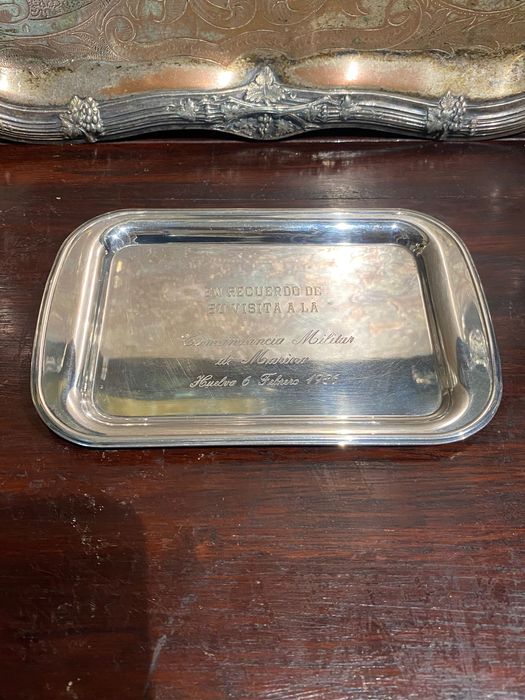 EN RECUERDO DE
SU VISITA A LA
Comandancia Militar
de Marina
Huelva 6 Febrero